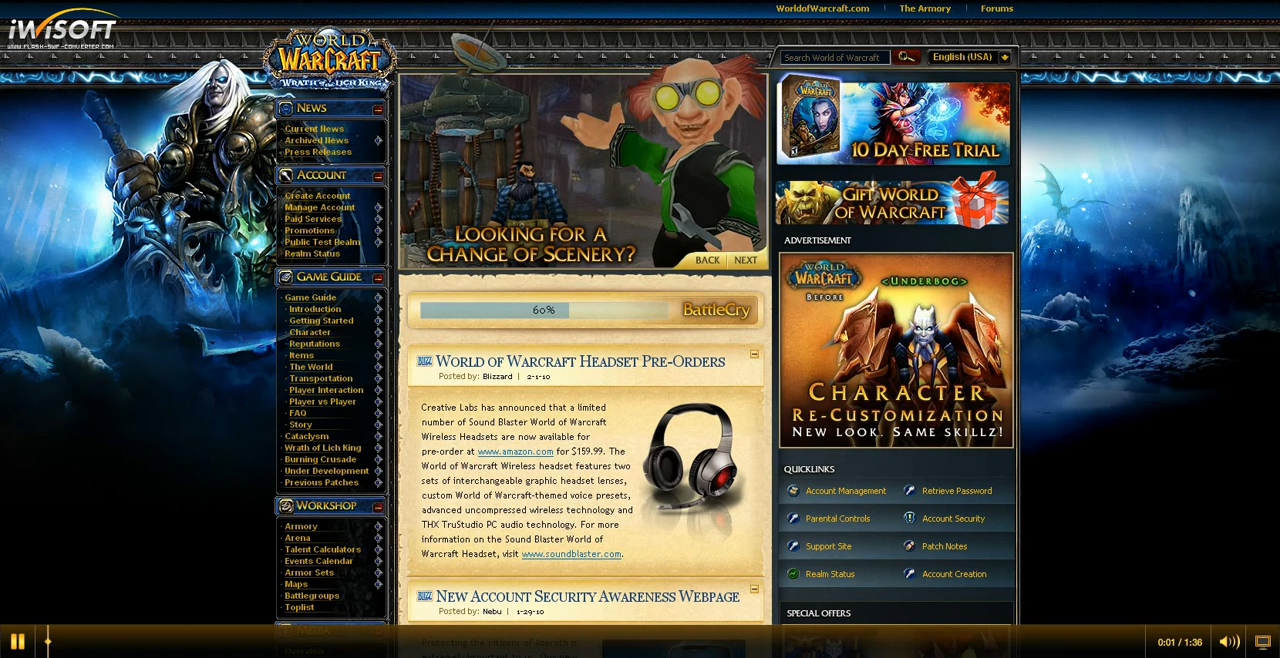 iWiSOFT
WWW.FLASH-SWF-CONVERTER.COM
WorldofWarcraft.com
The Armory
Forums
WORLD OF WARCRAFT
WRATH OF THE LICH KING
Search World of Warcraft
English (USA)
NEWS
Current News
Archived News
Press Releases
ACCOUNT
Create Account
Manage Account
Paid Services
Promotions
Public Test Realm
Realm Status
GAME GUIDE
Game Guide
Introduction
Getting Started
Character
Reputations
Items
The World
Transportation
Player Interaction
Player vs Player
FAQ
Story
Cataclysm
Wrath of Lich King
Burning Crusade
Under Development
Previous Patches
WORKSHOP
Armory
Arena
Talent Calculators
Events Calendar
Armor Sets
Maps
Battlegroups
Toplist
MEDIA
LOOKING FOR A
CHANGE OF SCENERY?
BACK
NEXT
60%
BattleCry
WORLD OF WARCRAFT HEADSET PRE-ORDERS
Posted by: Blizzard | 2-1-10
Creative Labs has announced that a limited
number of Sound Blaster World of Warcraft
Wireless Headsets are now available for
pre-order at www.amazon.com for $159.99. The
World of Warcraft Wireless headset features two
sets of interchangeable graphic headset lenses,
custom World of Warcraft-themed voice presets,
advanced uncompressed wireless technology and
THX TruStudio PC audio technology. For more
information on the Sound Blaster World of
Warcraft Headset, visit www.soundblaster.com.
NEW ACCOUNT SECURITY AWARENESS WEBPAGE
Posted by: Nebu | 1-29-10
Protecting the citizens of Azeroth is
WARCRAFT
10 DAY FREE TRIAL
GIFT WORLD
OF WARCRAFT
ADVERTISEMENT
WORLD OF WARCRAFT
BEFORE
<UNDERBOG>
CHARACTER
RE-CUSTOMIZATION
NEW LOOK. SAME SKILLZ!
QUICKLINKS
Account Management
Retrieve Password
Parental Controls
Account Security
Support Site
Patch Notes
Realm Status
Account Creation
SPECIAL OFFERS
0:01 / 1:36